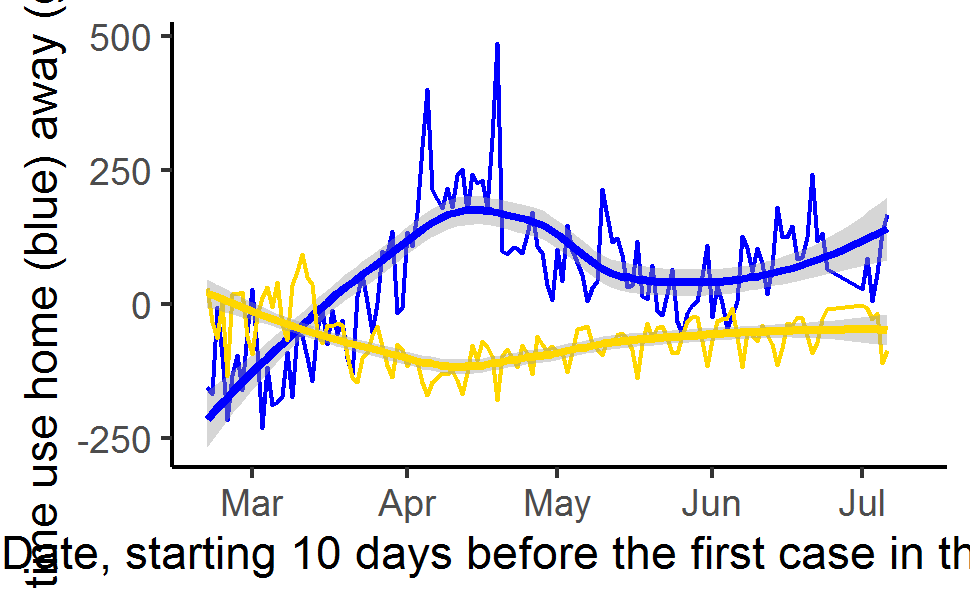 time use home (blue) away (
500
250
0
-250
Mar Apr May Jun Jul
Date, starting 10 days before the first case in th